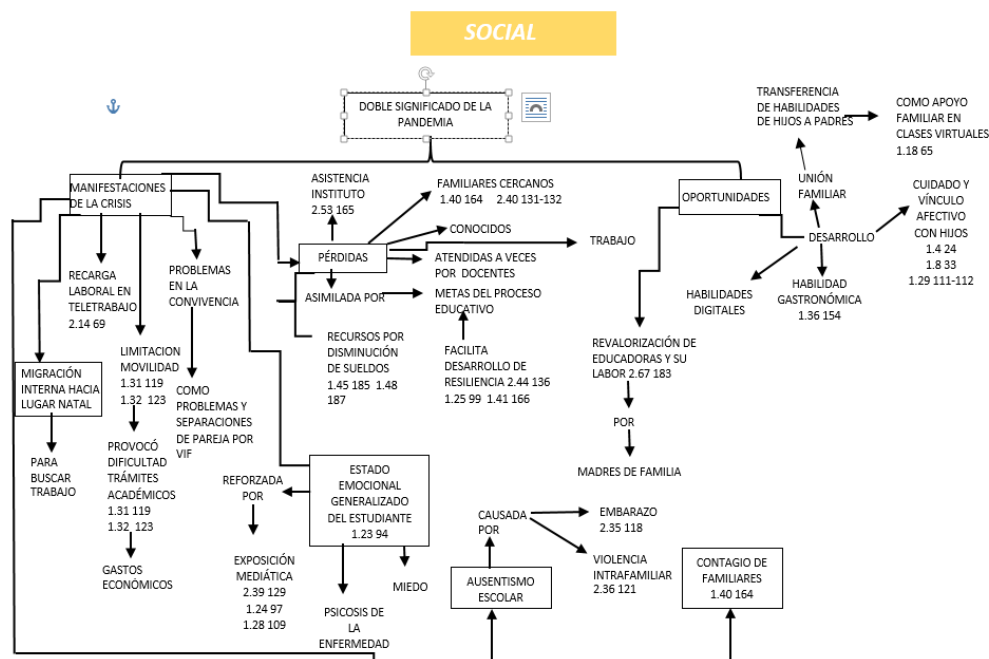 SOCIAL
DOBLE SIGNIFICADO DE LA
PANDEMIA
MANIFESTACIONES
DE LA CRISIS
RECARGA
LABORAL EN
TELETRABAJO
2.14 69
PROBLEMAS
EN LA
CONVIVENCIA
COMO
PROBLEMAS Y
SEPARACIONES
DE PAREJA POR
VIF
LIMITACION
MOVILIDAD
1.31 119
1.32 123
PROVOCÓ
DIFICULTAD
TRÁMITES
ACADÉMICOS
1.31 119
1.32 123
GASTOS
ECONÓMICOS
MIGRACIÓN
INTERNA HACIA
LUGAR NATAL
PARA
BUSCAR
TRABAJO
ASISTENCIA
INSTITUTO
2.53 165
FAMILIARES CERCANOS
1.40 164 2.40 131-132
CONOCIDOS
TRABAJO
PÉRDIDAS
ATENDIDAS A VECES
POR DOCENTES
ASIMILADA POR
METAS DEL PROCESO
EDUCATIVO
RECURSOS POR
DISMINUCIÓN
DE SUELDOS
1.45 185 1.48
187
FACILITA
DESARROLLO DE
RESILIENCIA 2.44 136
1.25 99 1.41 166
ESTADO
EMOCIONAL
GENERALIZADO
DEL ESTUDIANTE
1.23 94
REFORZADA
POR
EXPOSICIÓN
MEDIÁTICA
2.39 129
1.24 97
1.28 109
PSICOSIS DE
LA
ENFERMEDAD
MIEDO
OPORTUNIDADES
TRANSFERENCIA
DE HABILIDADES
DE HIJOS A PADRES
COMO APOYO
FAMILIAR EN
CLASES VIRTUALES
1.18 65
UNIÓN
FAMILIAR
CUIDADO Y
VÍNCULO
AFECTIVO
CON HIJOS
1.4 24
1.8 33
1.29 111-112
DESARROLLO
HABILIDADES
DIGITALES
HABILIDAD
GASTRONÓMICA
1.36 154
REVALORIZACIÓN DE
EDUCADORAS Y SU
LABOR 2.67 183
POR
MADRES DE FAMILIA
CAUSADA
POR
EMBARAZO
2.35 118
VIOLENCIA
INTRAFAMILIAR
2.36 121
AUSENTISMO
ESCOLAR
CONTAGIO DE
FAMILIARES
1.40 164